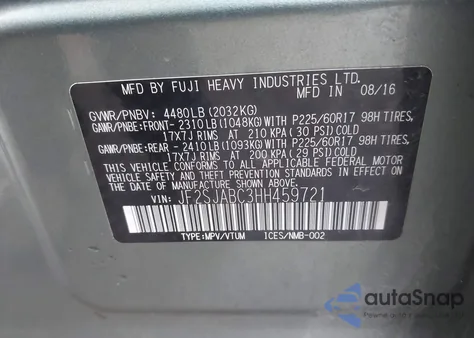 MFD BY FUJI HEAVY INDUSTRIES LTD. IN 08/16
GVWR/PNBV: 4480LB (2032KG)
GAWR/PNBE: FRONT- 2310LB (1048KG) WITH P225/60R17 98H TIRES,
17X7J RIMS AT 210 KPA (30 PSI) COLD
GAWR/PNBE: REAR - 2410LB (1093KG) WITH P225/60R17 98H TIRES,
17X7J RIMS AT 200 KPA (29 PSI) COLD
THIS VEHICLE CONFORMS TO ALL APPLICABLE FEDERAL MOTOR
VEHICLE SAFETY, BUMPER, AND THEFT PREVENTION STANDARDS
IN EFFECT ON THE DATE OF MANUFACTURE SHOWN ABOVE.
VIN: JF2SJABC3HH459721
TYPE:MPV/VTUM ICES/NMB-002
autoSnap
Powered by AutoBidMaster